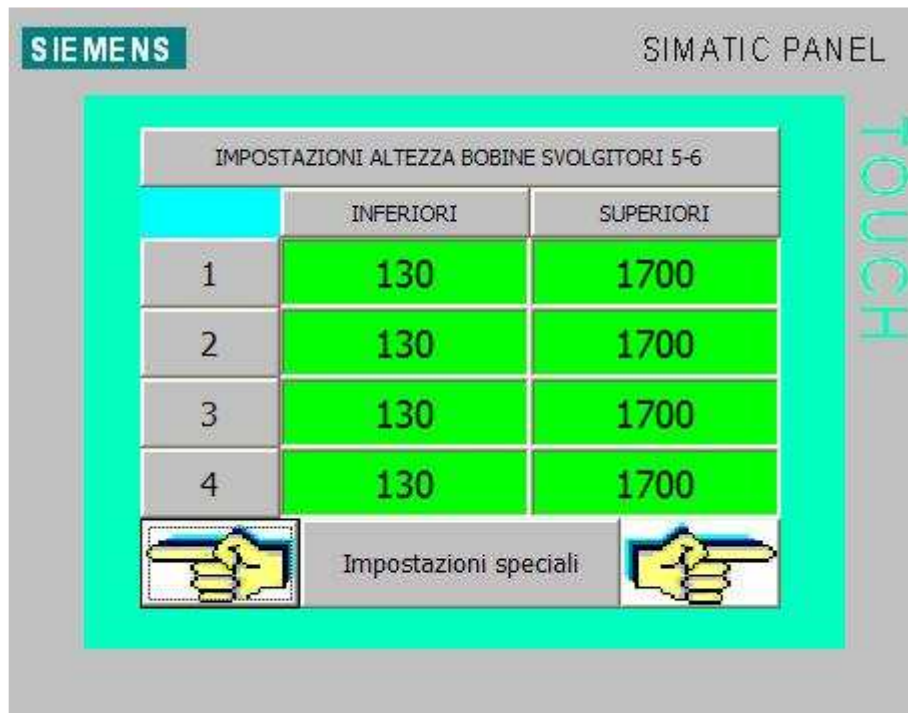 SIEMENS
SIMATIC PANEL
TOUCH
IMPOSTAZIONI ALTEZZA BOBINE SVOLGITORI 5-6
INFERIORI SUPERIORI
1 130 1700
2 130 1700
3 130 1700
4 130 1700
Impostazioni speciali